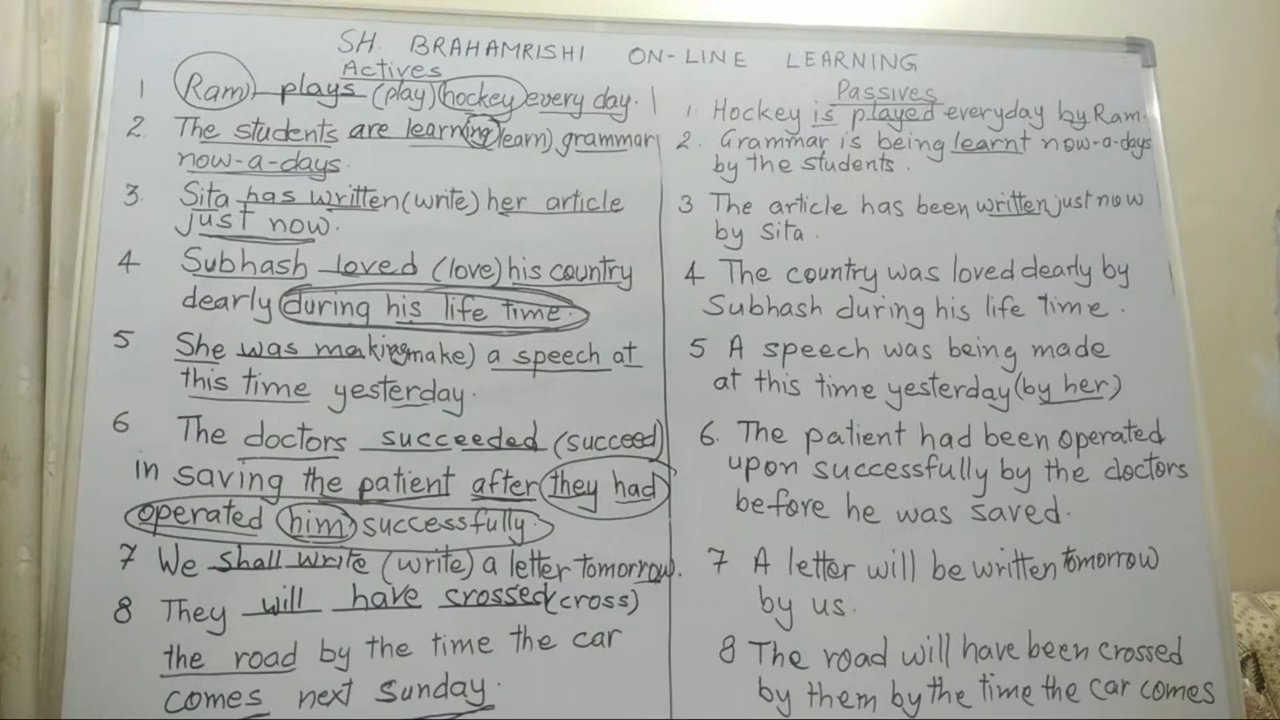 SH. BRAHAMRISHI ON-LINE LEARNING
Actives
1 Ram plays (play) hockey every day.
2. The students are learning (learn) grammar
now-a-days.
3. Sita has written (write) her article
just now.
4 Subhash loved (love) his country
dearly during his life time.
5 She was making (make) a speech at
this time yesterday.
6 The doctors succeeded (succeed)
in saving the patient after they had
operated him successfully.
7 We shall write (write) a letter tomorrow.
8 They will have crossed (cross)
the road by the time the car
comes next Sunday.
Passives
1. Hockey is played everyday by Ram
2. Grammar is being learnt now-a-days
by the students.
3 The article has been written just now
by Sita.
4 The country was loved dearly by
Subhash during his life time.
5 A speech was being made
at this time yesterday (by her)
6. The patient had been operated
upon successfully by the doctors
before he was saved.
7 A letter will be written tomorrow
by us.
8 The road will have been crossed
by them by the time the car comes